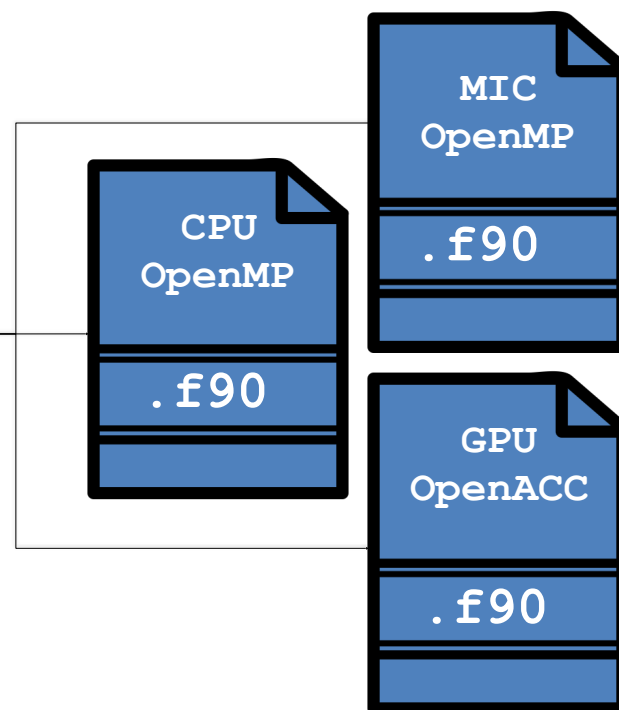 MIC
OpenMP
.f90
CPU
OpenMP
.f90
GPU
OpenACC
.f90